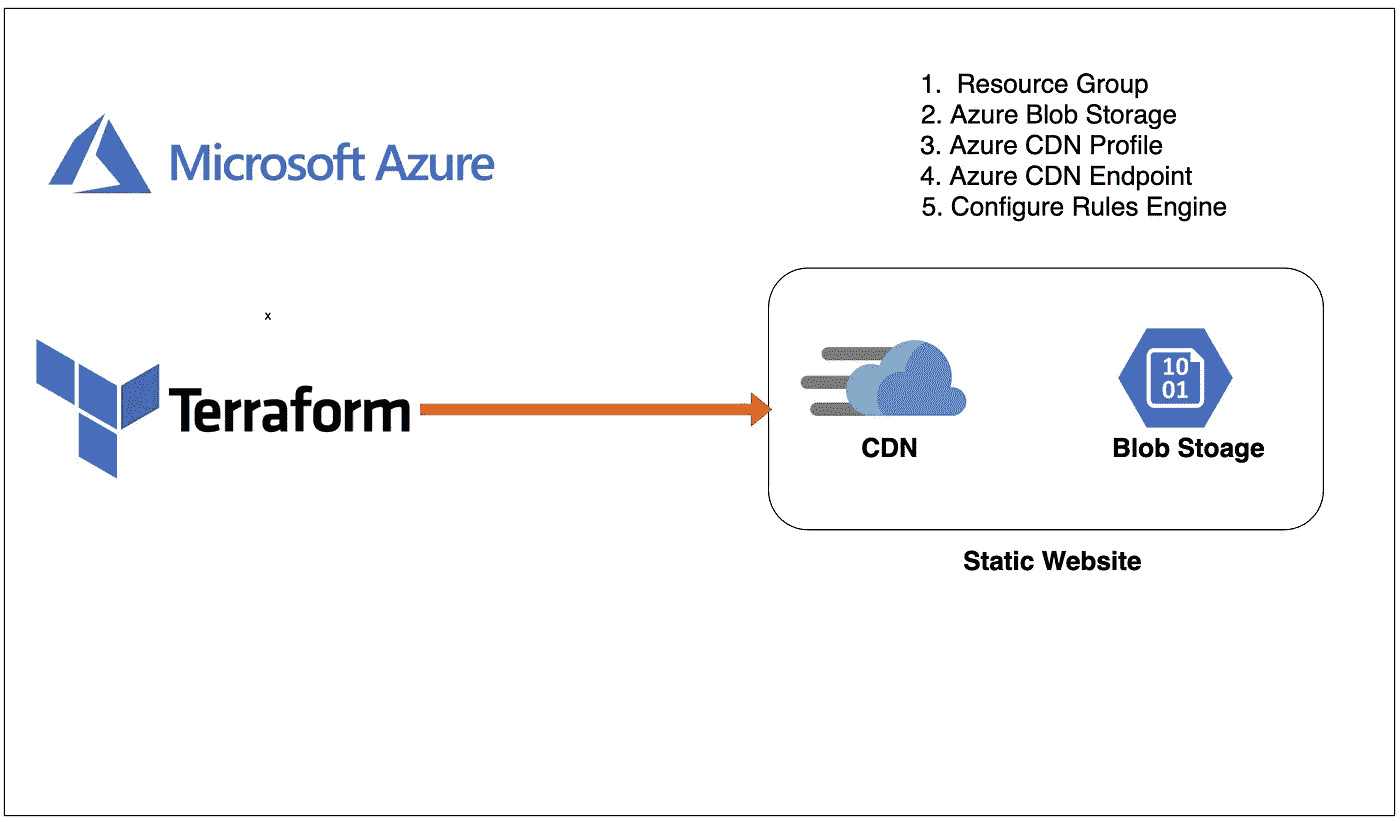 Microsoft Azure
1. Resource Group
2. Azure Blob Storage
3. Azure CDN Profile
4. Azure CDN Endpoint
5. Configure Rules Engine
x
Terraform
10
01
CDN
Blob Stoage
Static Website